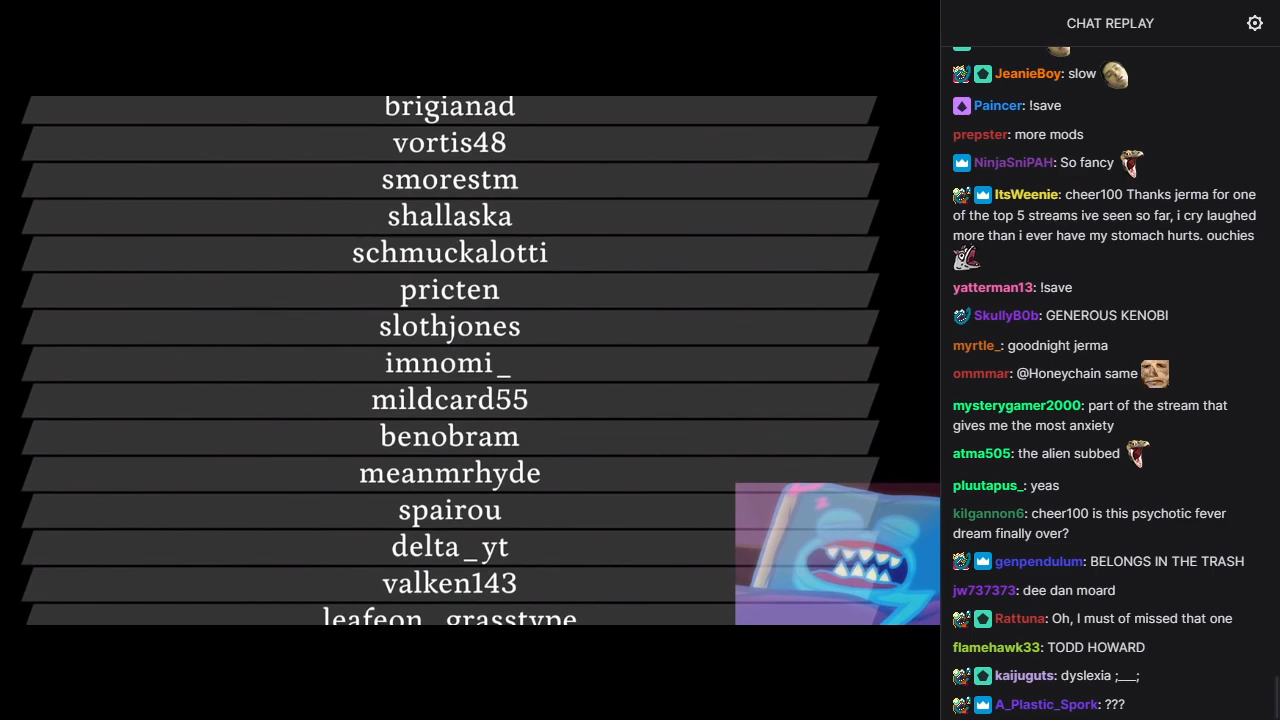 brigianad
vortis48
smorestm
shallaska
schmuckalotti
pricten
slothjones
imnomi_
mildcard55
benobram
meanmrhyde
spairou
delta_yt
valken143
leafeon_grasstype
CHAT REPLAY
JeanieBoy: slow
Paincer: !save
prepster: more mods
NinjaSniPAH: So fancy
ItsWeenie: cheer100 Thanks jerma for one
of the top 5 streams ive seen so far, i cry laughed
more than i ever have my stomach hurts. ouchies
yatterman13: !save
SkullyB0b: GENEROUS KENOBI
myrtle_: goodnight jerma
ommmar: @Honeychain same
mysterygamer2000: part of the stream that
gives me the most anxiety
atma505: the alien subbed
pluutapus_: yeas
kilgannon6: cheer100 is this psychotic fever
dream finally over?
genpendulum: BELONGS IN THE TRASH
jw737373: dee dan moard
Rattuna: Oh, I must of missed that one
flamehawk33: TODD HOWARD
kaijuguts: dyslexia ;___;
A_Plastic_Spork: ???